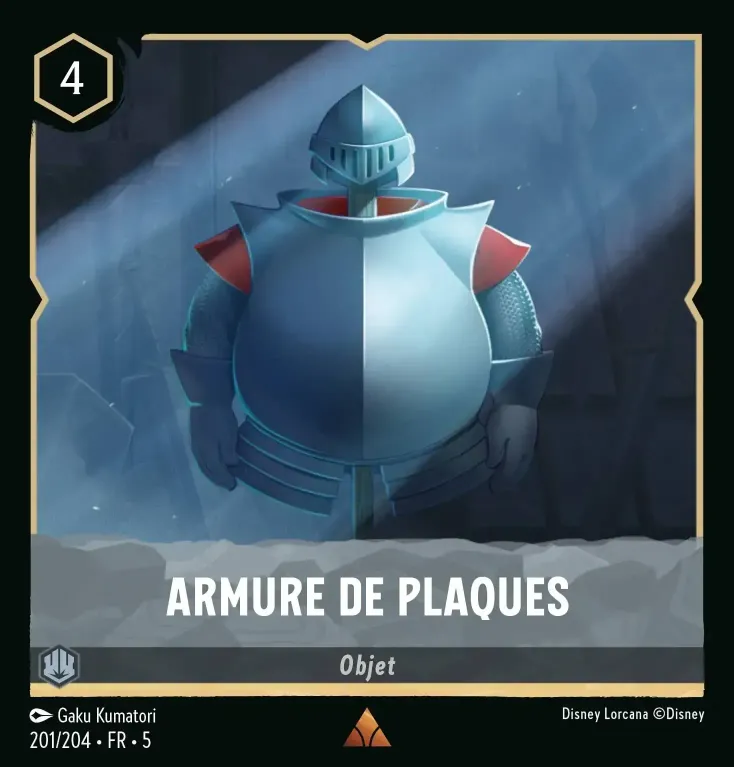 4
ARMURE DE PLAQUES
Objet
Gaku Kumatori
Disney Lorcana ©Disney
201/204 • FR • 5